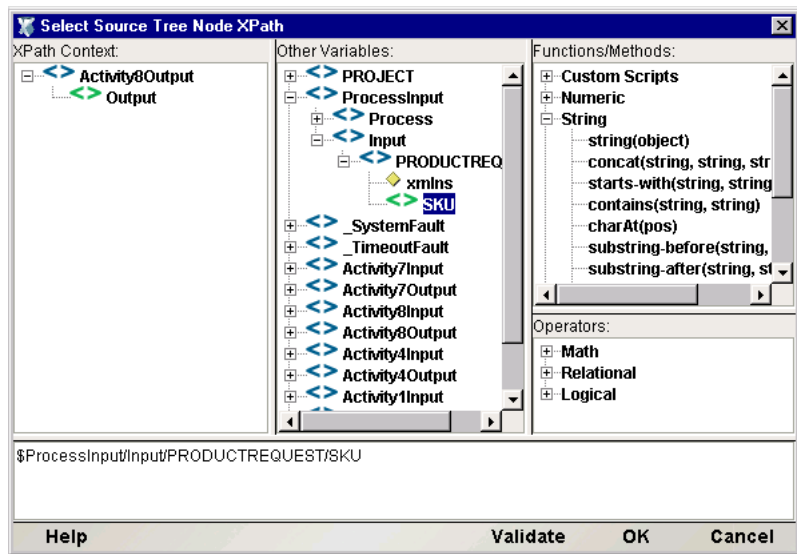 Select Source Tree Node XPath
XPath Context:
Activity8Output
Output
Other Variables:
PROJECT
ProcessInput
Process
Input
PRODUCTREQ
xmlns
SKU
_SystemFault
_TimeoutFault
Activity7Input
Activity7Output
Activity8Input
Activity8Output
Activity4Input
Activity4Output
Activity1Input
Functions/Methods:
Custom Scripts
Numeric
String
string(object)
concat(string, string, str
starts-with(string, string
contains(string, string)
charAt(pos)
substring-before(string,
substring-after(string, st
Operators:
Math
Relational
Logical
$ProcessInput/Input/PRODUCTREQUEST/SKU
Help Validate OK Cancel